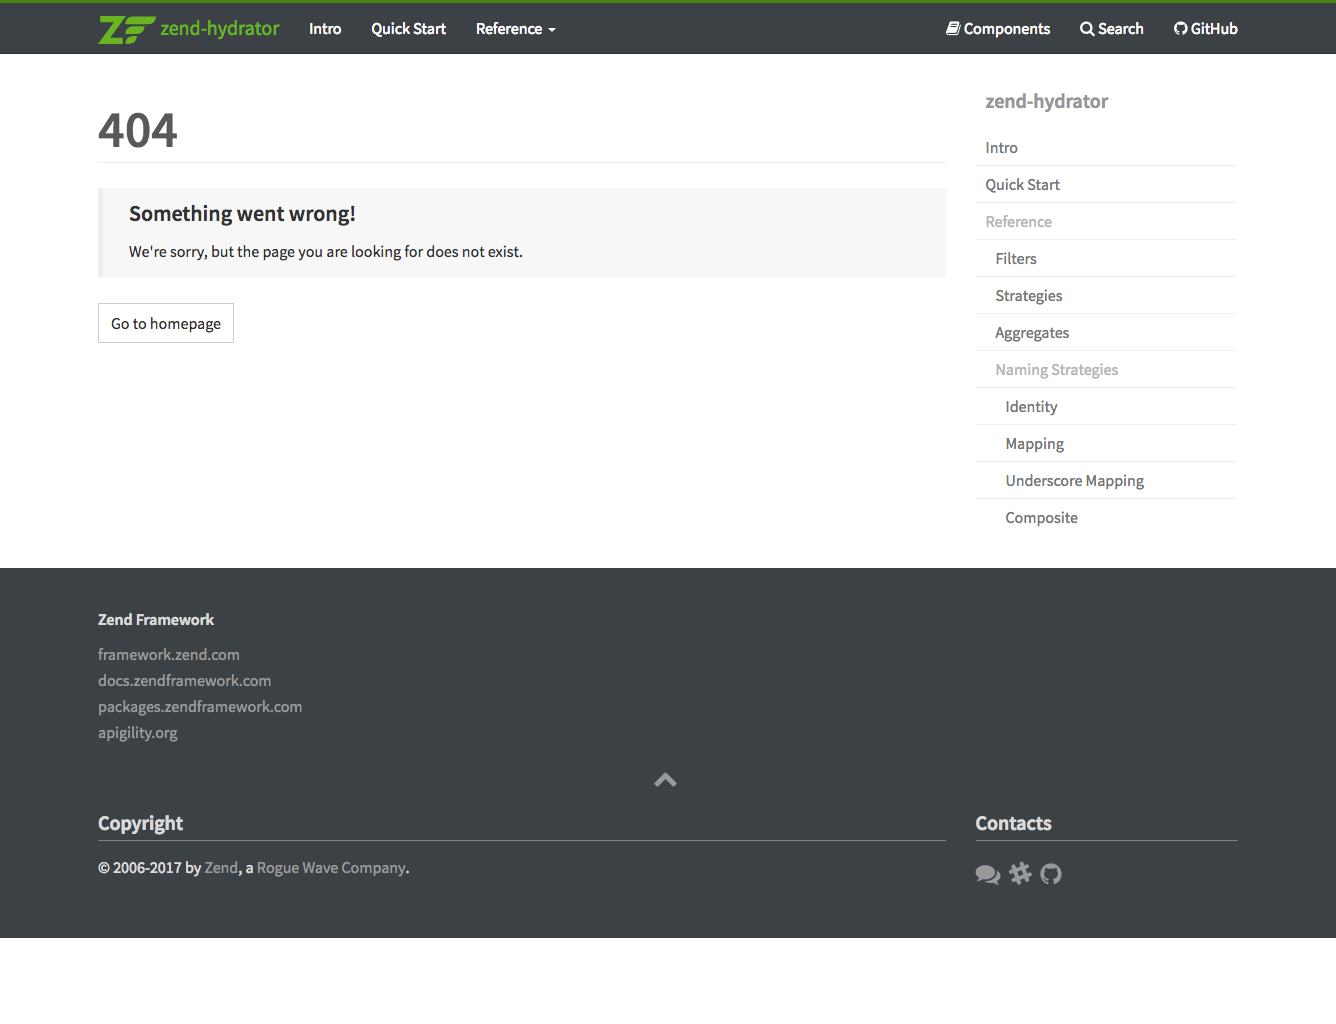 ZF zend-hydrator Intro Quick Start Reference Components Search GitHub
404
Something went wrong!
We're sorry, but the page you are looking for does not exist.
Go to homepage
zend-hydrator
Intro
Quick Start
Reference
Filters
Strategies
Aggregates
Naming Strategies
Identity
Mapping
Underscore Mapping
Composite
Zend Framework
framework.zend.com
docs.zendframework.com
packages.zendframework.com
apigility.org
Copyright
© 2006-2017 by Zend, a Rogue Wave Company.
Contacts